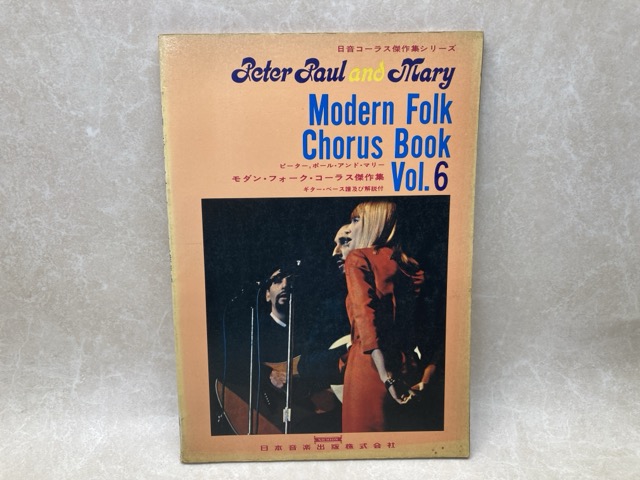 日音コーラス傑作集シリーズ
Peter Paul and Mary
Modern Folk
Chorus Book
ピーター，ポール・アンド・マリー
モダン・フォーク・コーラス傑作集
Vol.6
ギター・ベース譜及び解説付
日本音楽出版株式会社